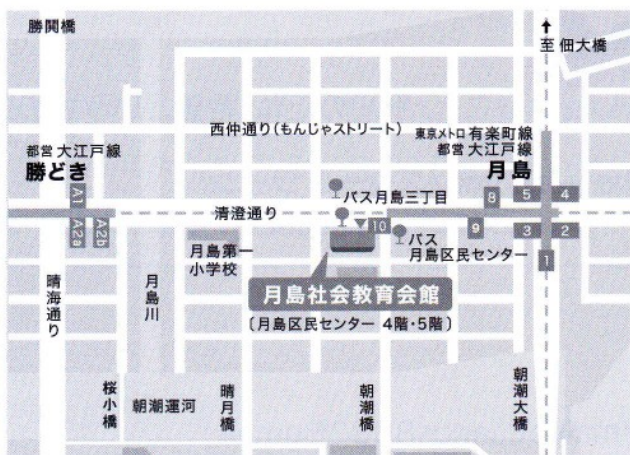 勝鬨橋
至 佃大橋
西仲通り(もんじゃストリート)
東京メトロ 有楽町線
都営 大江戸線
月島
都営 大江戸線
勝どき
A1
A2a
A2b
8
5
4
バス月島三丁目
清澄通り
10
9
3
2
1
バス
月島区民センター
月島第一
小学校
月島社会教育会館
〔月島区民センター 4階・5階〕
晴海通り
月島川
桜小橋
朝潮運河
晴月橋
朝潮橋
朝潮大橋